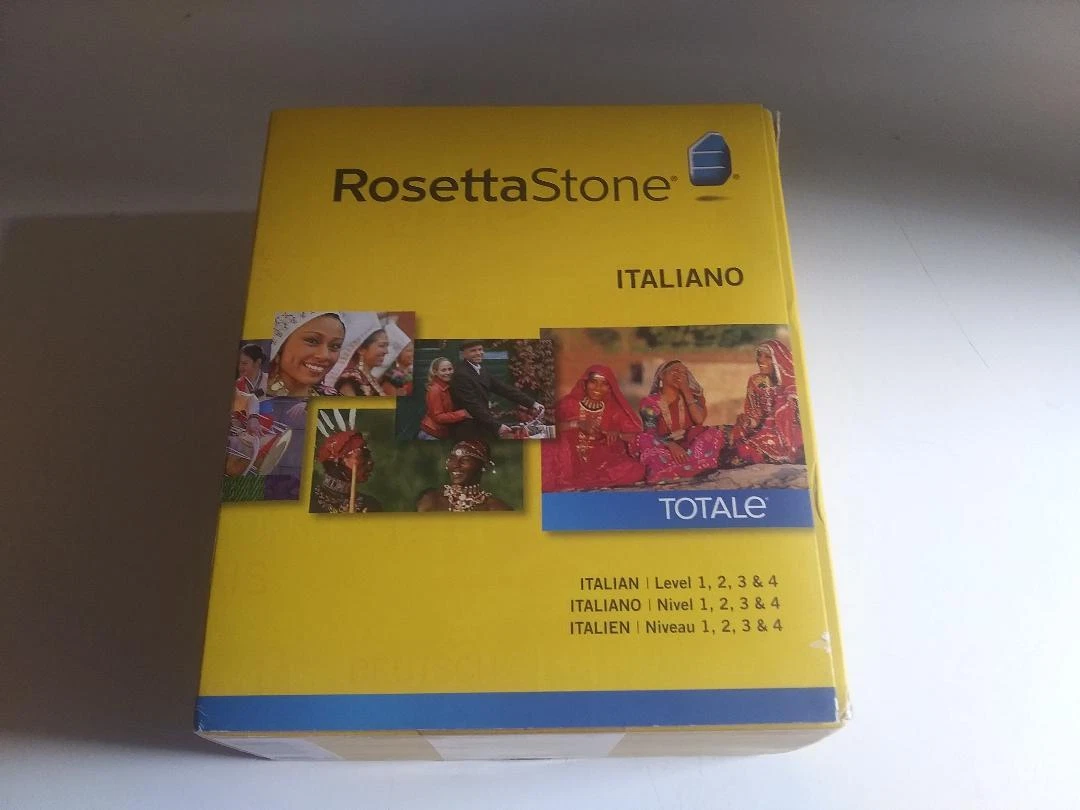 RosettaStone®
ITALIANO
TOTALe®
ITALIAN | Level 1, 2, 3 & 4
ITALIANO | Nivel 1, 2, 3 & 4
ITALIEN | Niveau 1, 2, 3 & 4